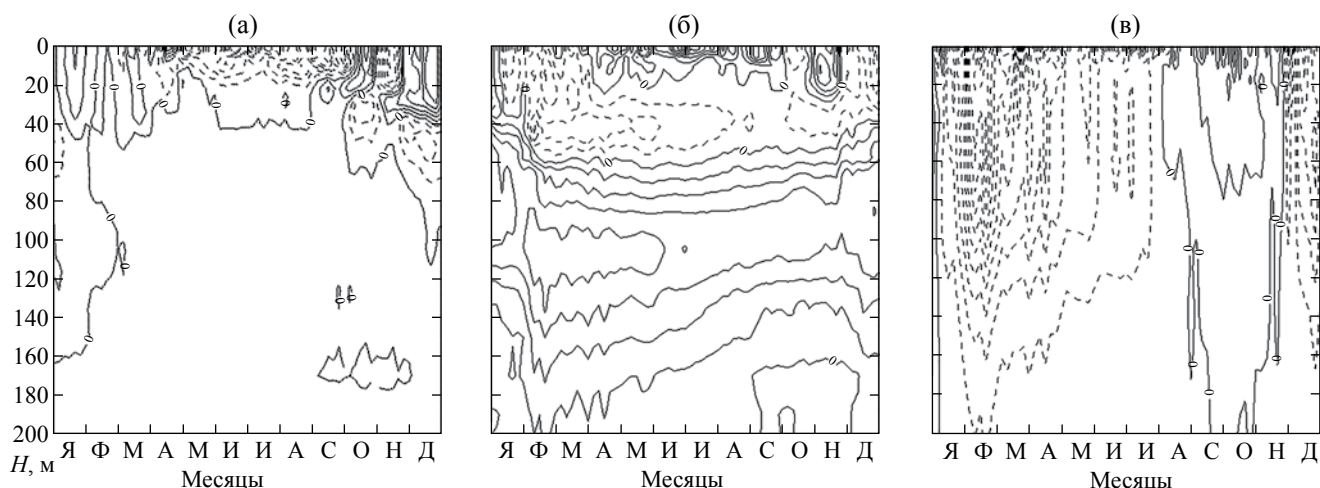 (а) (б) (в)
0
20
40
60
80
100
120
140
160
180
200
H, м
Я Ф М А М И И А С О Н Д
Я Ф М А М И И А С О Н Д
Я Ф М А М И И А С О Н Д
Месяцы Месяцы Месяцы